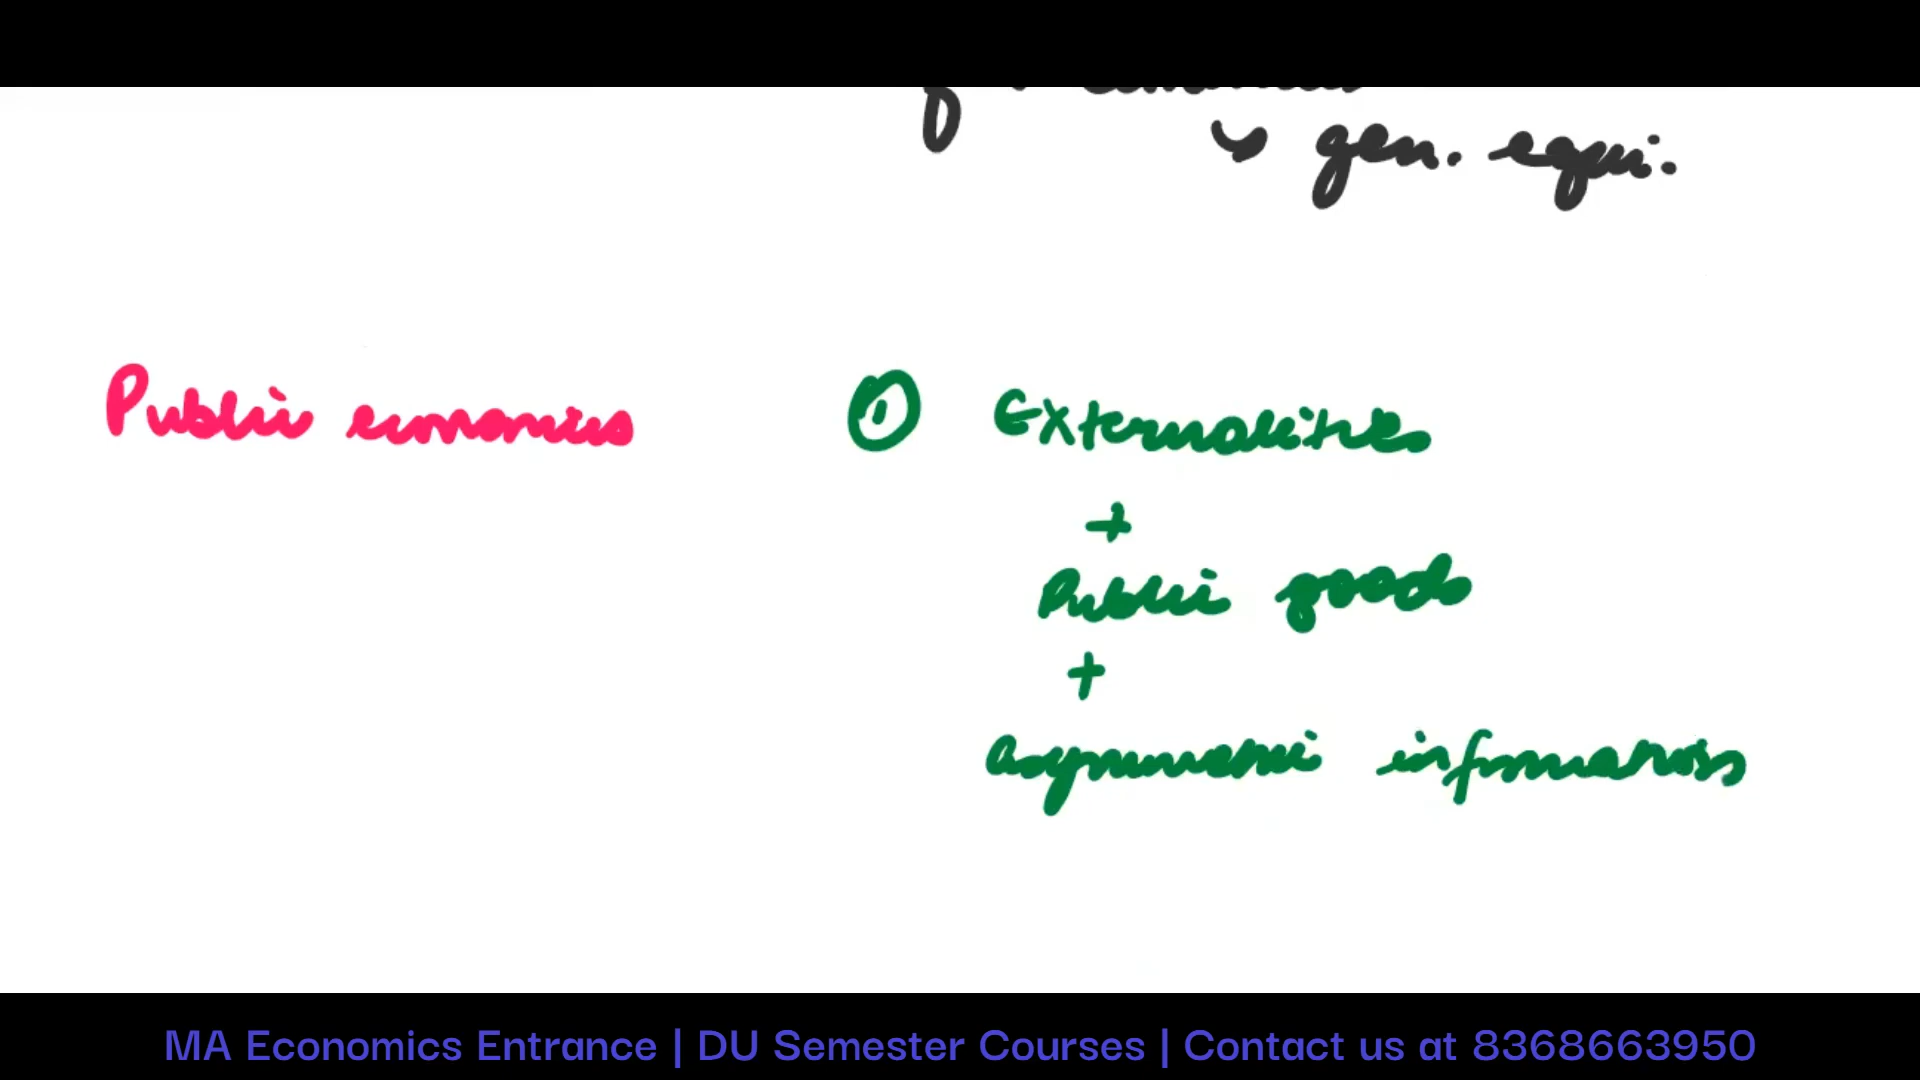 ↳ gen. equi.
Public economics ① Externalities
+
Public goods
+
Asymmetric information
MA Economics Entrance | DU Semester Courses | Contact us at 8368663950